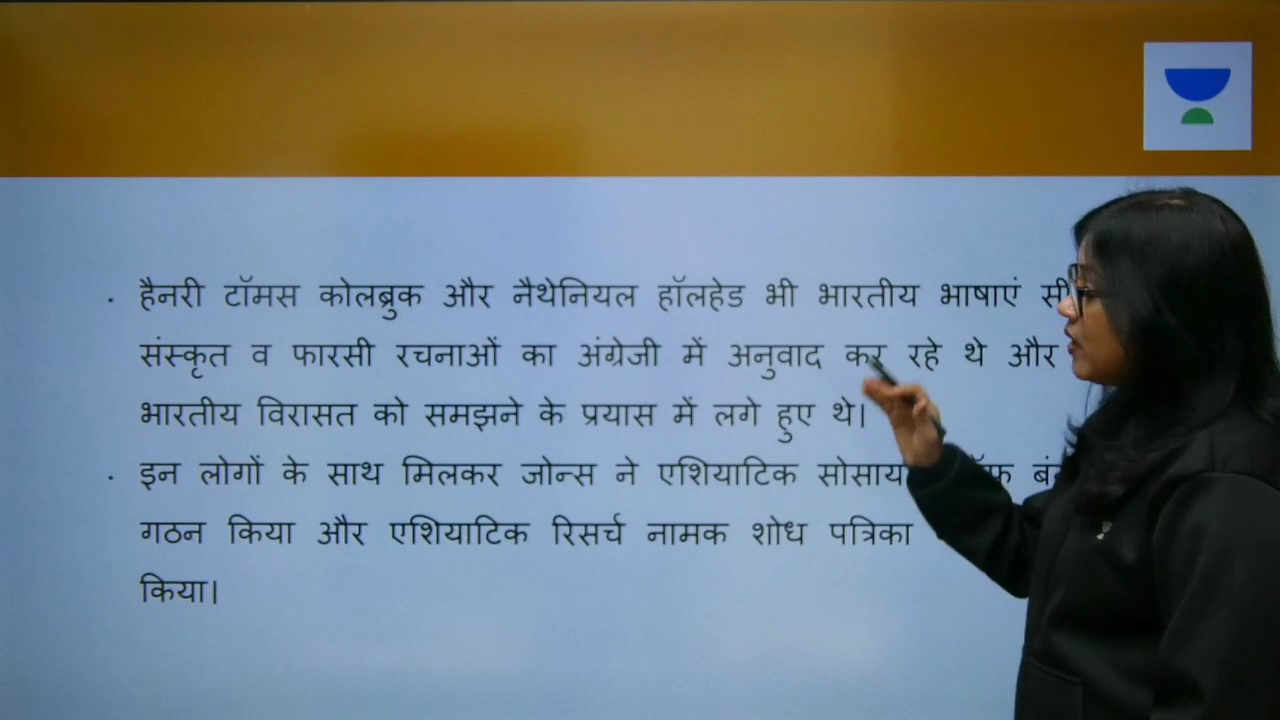 · हैनरी टॉमस कोलब्रुक और नैथेनियल हॉलहेड भी भारतीय भाषाएं
संस्कृत व फारसी रचनाओं का अंग्रेजी में अनुवाद कर रहे थे और
भारतीय विरासत को समझने के प्रयास में लगे हुए थे।
· इन लोगों के साथ मिलकर जोन्स ने एशियाटिक
गठन किया और एशियाटिक रिसर्च नामक शोध पत्रिका
किया।